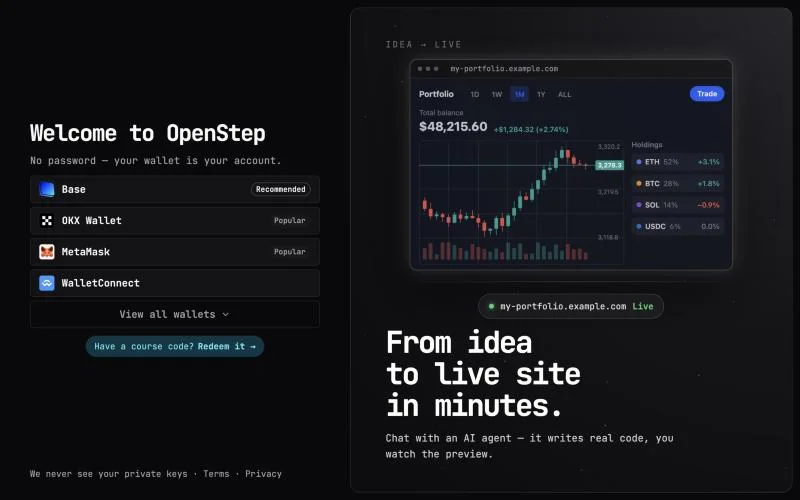 Welcome to OpenStep
No password — your wallet is your account.
Base Recommended
OKX Wallet Popular
MetaMask Popular
WalletConnect
View all wallets
Have a course code? Redeem it →
We never see your private keys · Terms · Privacy
IDEA → LIVE
my-portfolio.example.com
Portfolio 1D 1W 1M 1Y ALL Trade
Total balance
$48,215.60 +$1,284.32 (+2.74%)
3,320.2
3,278.3
3,219.5
3,118.8
Holdings
ETH 52% +3.1%
BTC 28% +1.8%
SOL 14% −0.9%
USDC 6% 0.0%
my-portfolio.example.com Live
From idea
to live site
in minutes.
Chat with an AI agent — it writes real code, you
watch the preview.